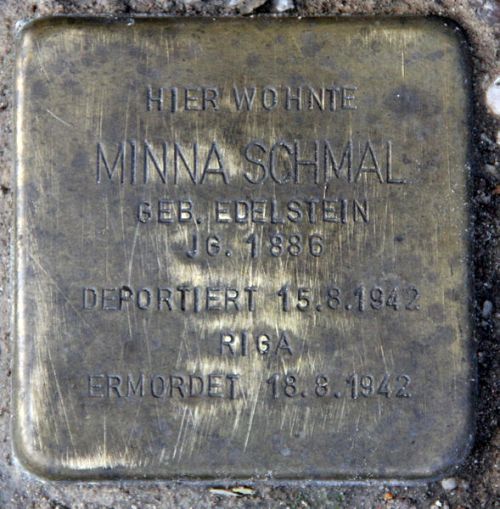 HIER WOHNTE
MINNA SCHMAL
GEB. EDELSTEIN
JG. 1886
DEPORTIERT 15.8.1942
RIGA
ERMORDET 18.8.1942